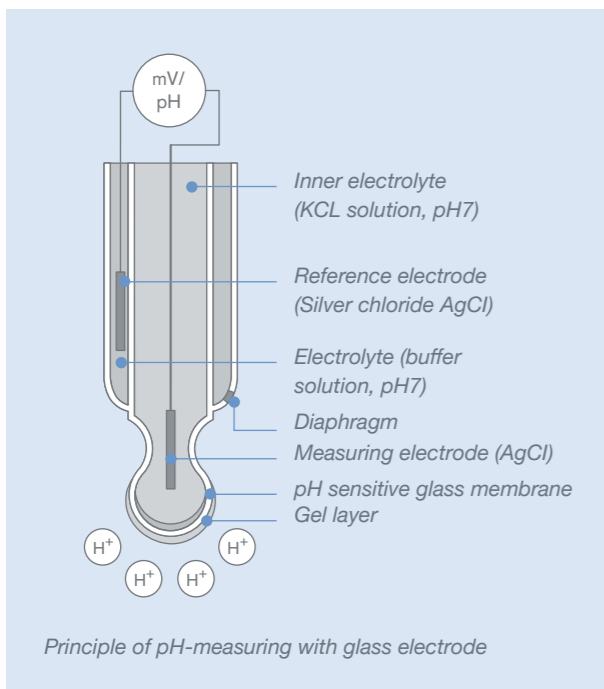 mV/
pH
Inner electrolyte
(KCL solution, pH7)
Reference electrode
(Silver chloride AgCl)
Electrolyte (buffer
solution, pH7)
Diaphragm
Measuring electrode (AgCl)
pH sensitive glass membrane
Gel layer
H+
H+
H+
H+
Principle of pH-measuring with glass electrode